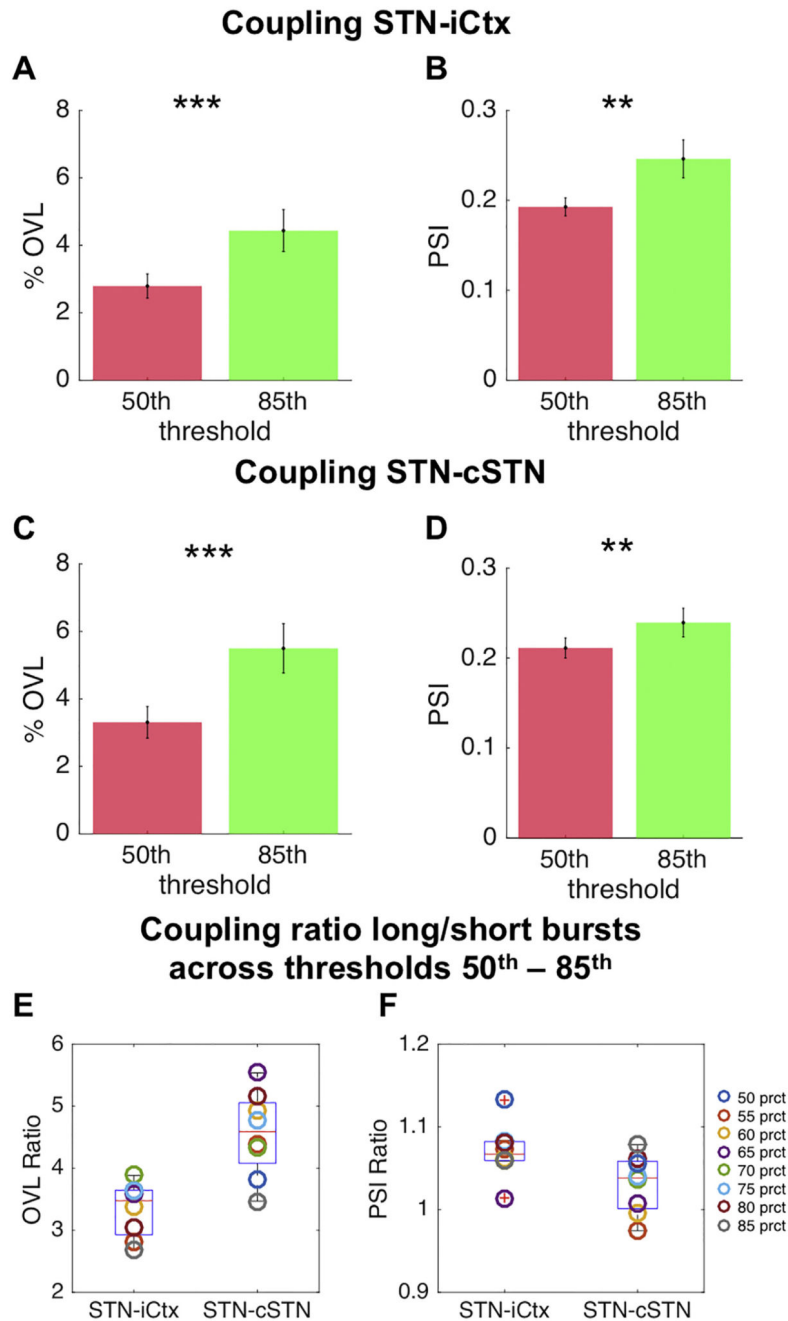 Coupling STN-iCtx
A
B
***
**
8
6
4
2
0
% OVL
50th
85th
threshold
0.3
0.2
0.1
0
PSI
50th
85th
threshold
Coupling STN-cSTN
C
D
***
**
8
6
4
2
0
% OVL
50th
85th
threshold
0.3
0.2
0.1
0
PSI
50th
85th
threshold
Coupling ratio long/short bursts
across thresholds 50th – 85th
E
F
6
5
4
3
2
OVL Ratio
STN-iCtx
STN-cSTN
1.2
1.1
1
0.9
PSI Ratio
STN-iCtx
STN-cSTN
50 prct
55 prct
60 prct
65 prct
70 prct
75 prct
80 prct
85 prct